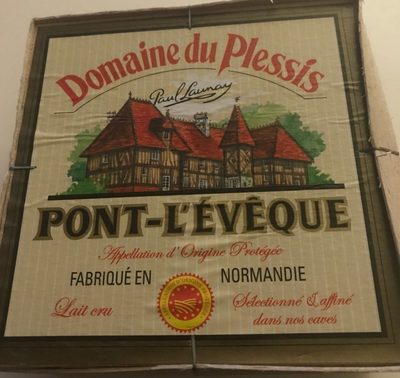 Domaine du Plessis
Paul Launay
PONT-L'ÉVÊQUE
Appellation d'Origine Protégée
FABRIQUÉ EN NORMANDIE
Lait cru
Sélectionné & affiné
dans nos caves